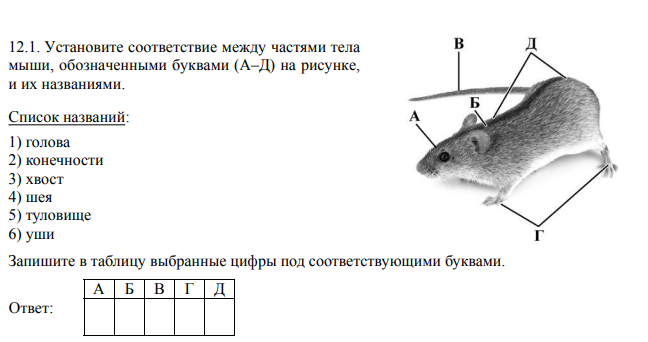 12.1. Установите соответствие между частями тела
мыши, обозначенными буквами (А–Д) на рисунке,
и их названиями.
Список названий:
1) голова
2) конечности
3) хвост
4) шея
5) туловище
6) уши
В
Д
Б
А
Г
Запишите в таблицу выбранные цифры под соответствующими буквами.
Ответ:
А Б В Г Д